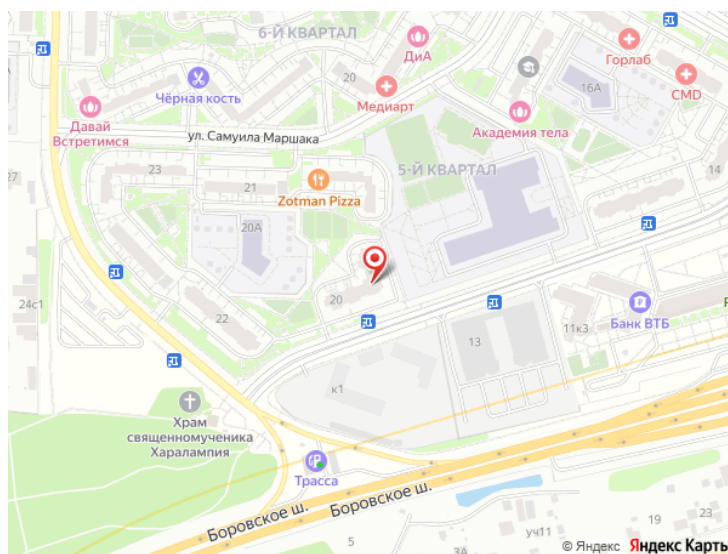 6-Й КВАРТАЛ
ДиА
Горлаб
20
16А
CMD
Чёрная кость
Медиарт
Давай
Встретимся
ул. Самуила Маршака
Академия тела
5-Й КВАРТАЛ
27
23
21
14
Zotman Pizza
20А
24с1
20
22
13
11к3
Банк ВТБ
к1
Храм
священномученика
Харалампия
Трасса
Боровское ш.
Боровское ш.
уч11
19
23
5
3А
© Яндекс Яндекс Карты